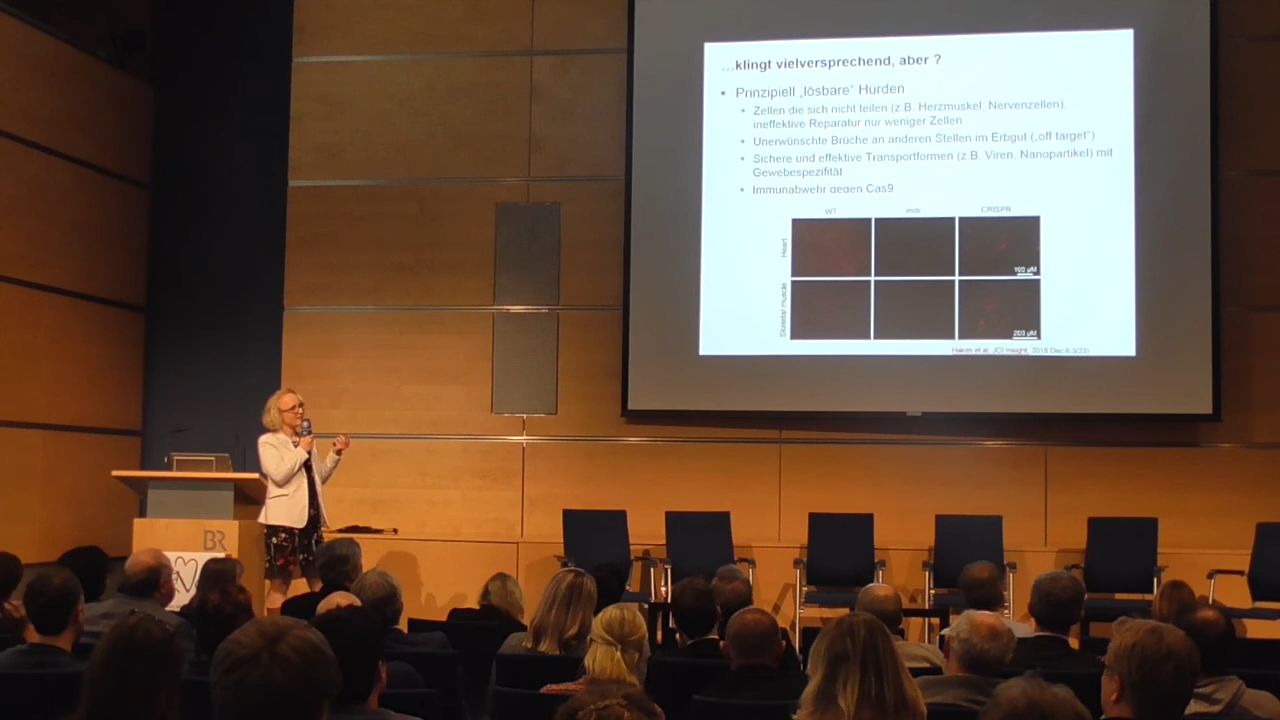 ...klingt vielversprechend, aber ?
▪ Prinzipiell „lösbare“ Hürden
• Zellen die sich nicht teilen (z.B. Herzmuskel, Nervenzellen),
ineffektive Reparatur nur weniger Zellen
• Unerwünschte Brüche an anderen Stellen im Erbgut („off target“)
• Sichere und effektive Transportformen (z.B. Viren, Nanopartikel) mit
Gewebespezifität
• Immunabwehr gegen Cas9
WT mdx CRISPR
Heart
100 µM
Skeletal muscle
200 µM
Hakim et al. JCI Insight, 2018 Dec 6;3(23)
BR